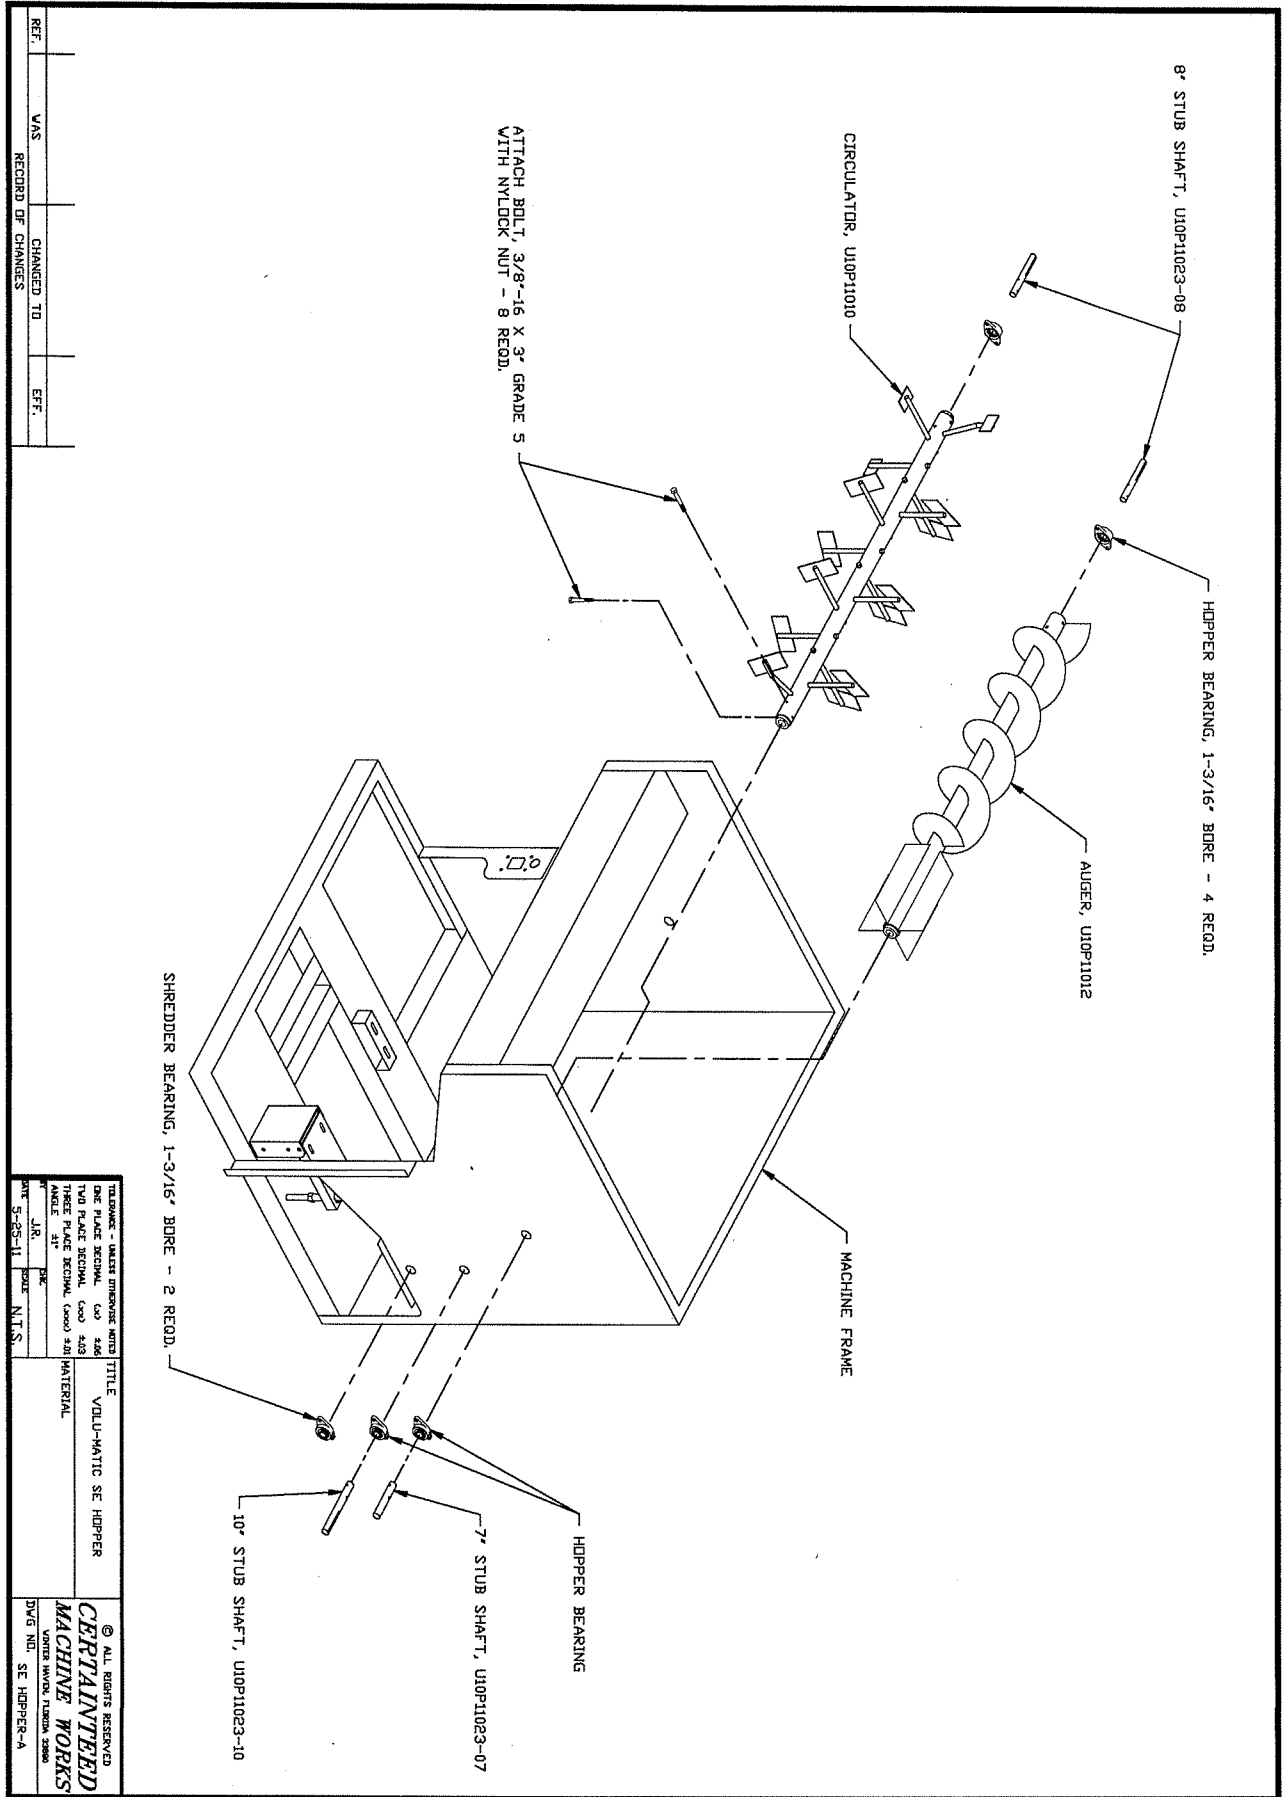 8" STUB SHAFT, U10P11023-08
HOPPER BEARING, 1-3/16" BORE - 4 REQD.
CIRCULATOR, U10P11010
AUGER, U10P11012
ATTACH BOLT, 3/8"-16 X 3" GRADE 5
WITH NYLOCK NUT - 8 REQD.
MACHINE FRAME
HOPPER BEARING
7" STUB SHAFT, U10P11023-07
10" STUB SHAFT, U10P11023-10
SHREDDER BEARING, 1-3/16" BORE - 2 REQD.
REF. WAS CHANGED TO EFF.
RECORD OF CHANGES
TOLERANCE - UNLESS OTHERWISE NOTED
ONE PLACE DECIMAL (.x) ±.06
TWO PLACE DECIMAL (.xx) ±.03
THREE PLACE DECIMAL (.xxx) ±.01
ANGLE ±1°
BY J.R. CHK.
DATE 5-25-11 SCALE N.T.S.
TITLE
VOLU-MATIC SE HOPPER
MATERIAL
© ALL RIGHTS RESERVED
CERTAINTEED
MACHINE WORKS
WINTER HAVEN, FLORIDA 33880
DWG NO. SE HOPPER-A